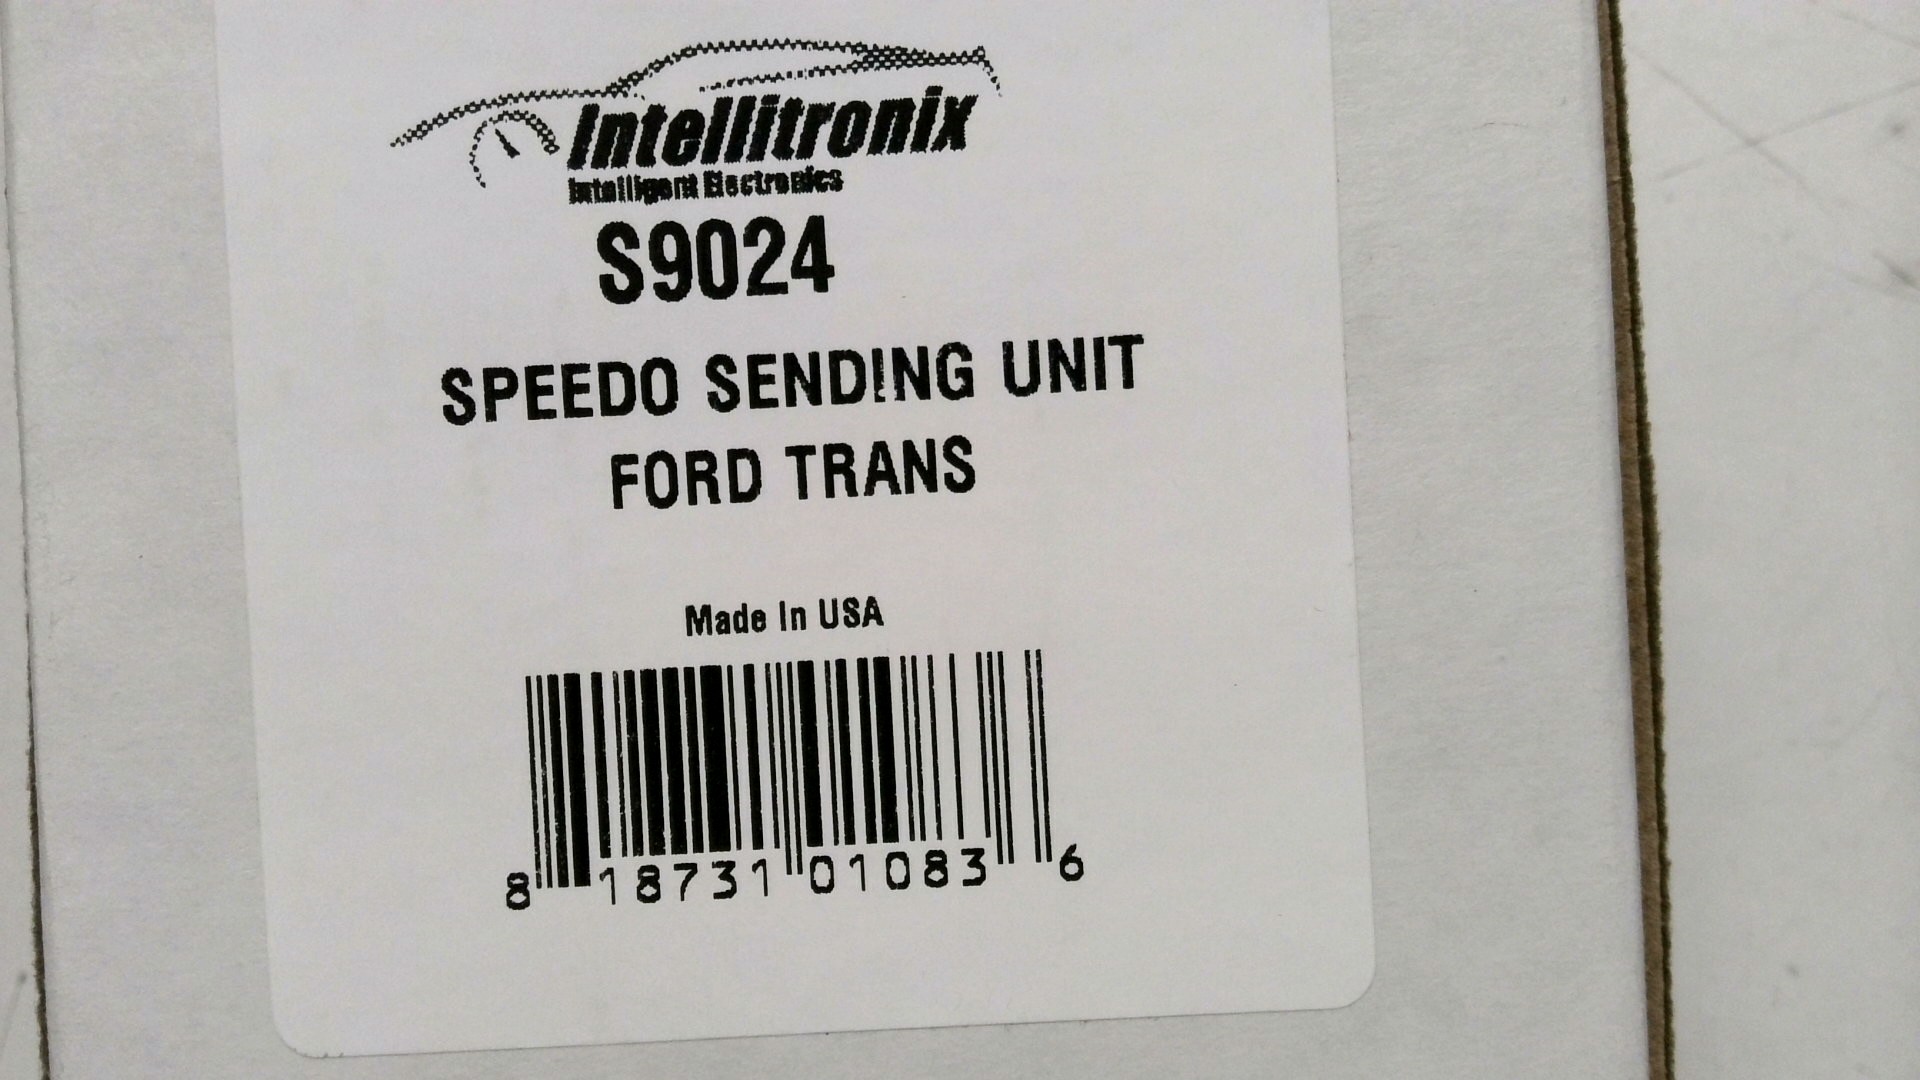 Intellitronix
Intelligent Electronics
S9024
SPEEDO SENDING UNIT
FORD TRANS
Made In USA
8 18731 01083 6